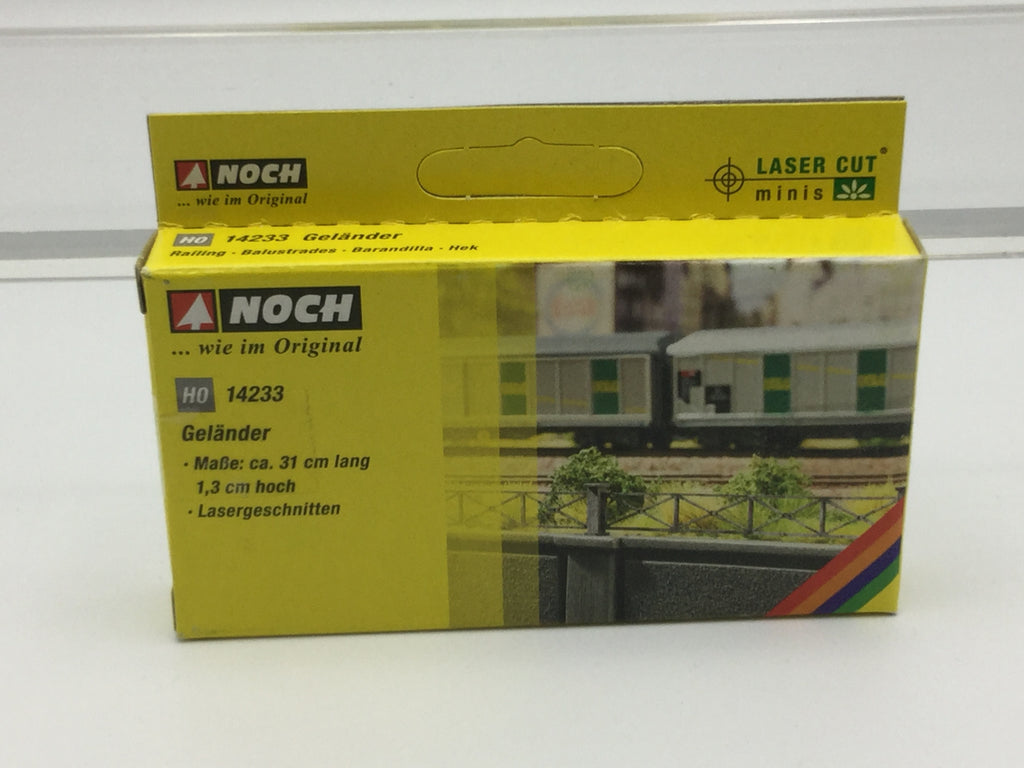 NOCH
... wie im Original
LASER CUT®
minis
H0 14233 Geländer
Railing - Balustrades - Barandilla - Hek
NOCH
... wie im Original
H0 14233
Geländer
· Maße: ca. 31 cm lang
1,3 cm hoch
· Lasergeschnitten